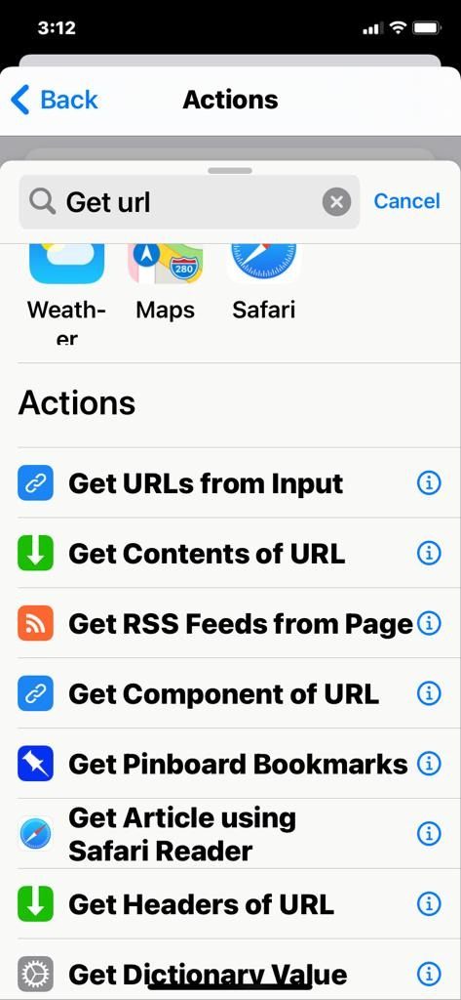 3:12
Back
Actions
Get url
Cancel
280
Weath-
er
Maps
Safari
Actions
Get URLs from Input
Get Contents of URL
Get RSS Feeds from Page
Get Component of URL
Get Pinboard Bookmarks
Get Article using
Safari Reader
Get Headers of URL
Get Dictionary Value